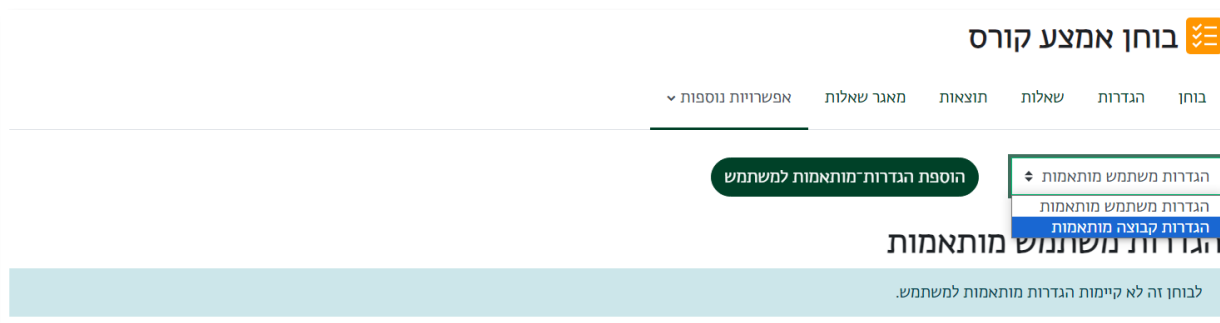 בוחן אמצע קורס
בוחן הגדרות שאלות תוצאות מאגר שאלות אפשרויות נוספות
הגדרות משתמש מותאמות הוספת הגדרות־מותאמות למשתמש
הגדרות משתמש מותאמות
הגדרות קבוצה מותאמות
הגדרות משתמש מותאמות
לבוחן זה לא קיימות הגדרות מותאמות למשתמש.